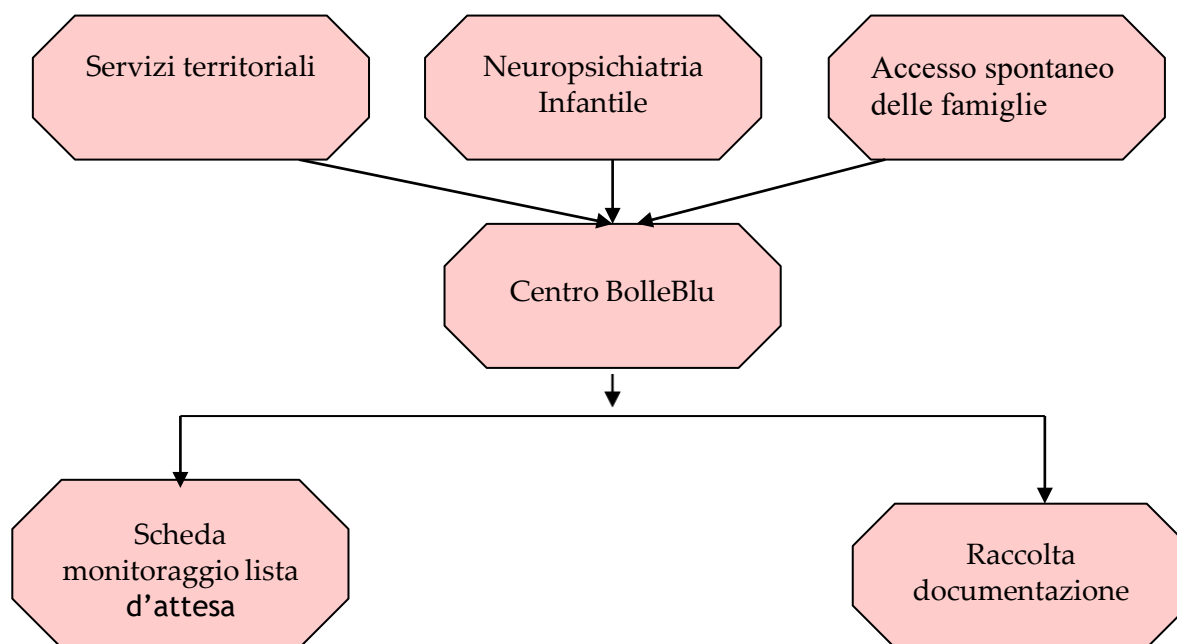 Servizi territoriali
Neuropsichiatria
Infantile
Accesso spontaneo
delle famiglie
Centro BolleBlu
Scheda
monitoraggio lista
d’attesa
Raccolta
documentazione